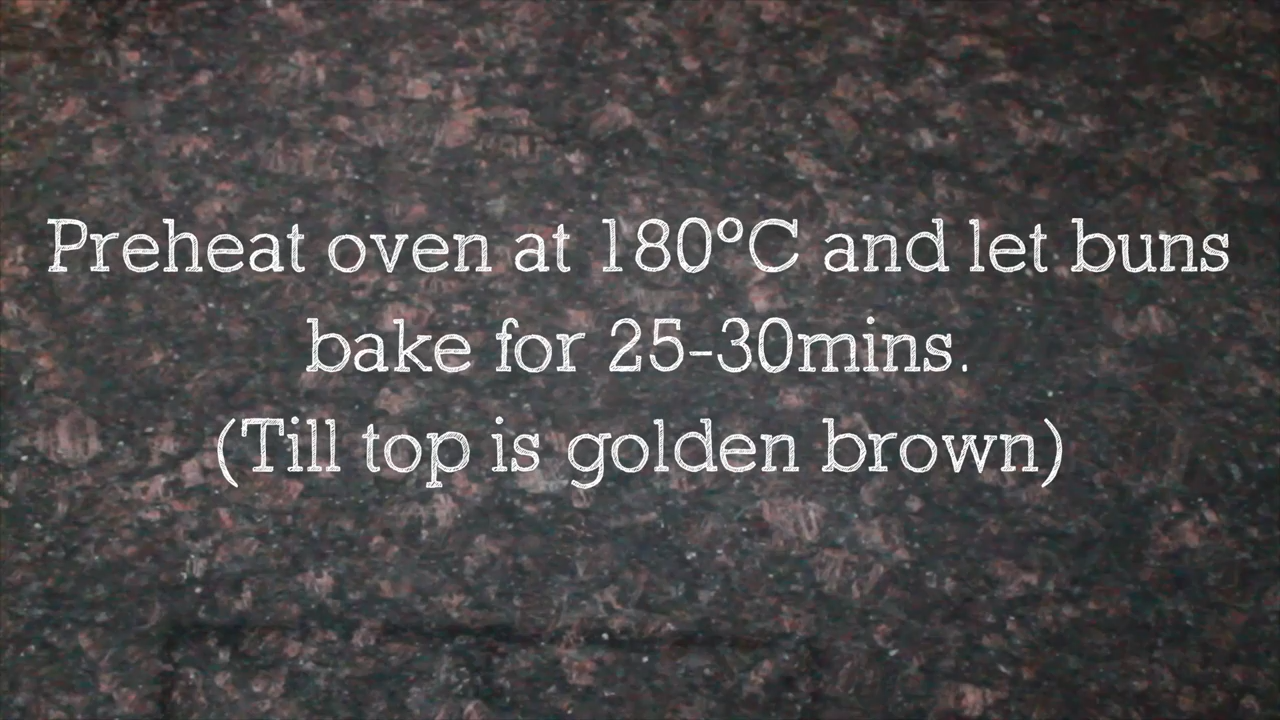 Preheat oven at 180°C and let buns
bake for 25-30mins.
(Till top is golden brown)